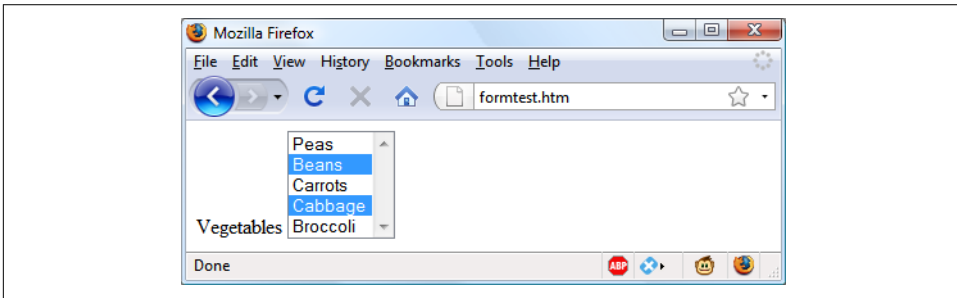 Mozilla Firefox
File Edit View History Bookmarks Tools Help
formtest.htm
Peas
Beans
Carrots
Cabbage
Vegetables Broccoli
Done ABP